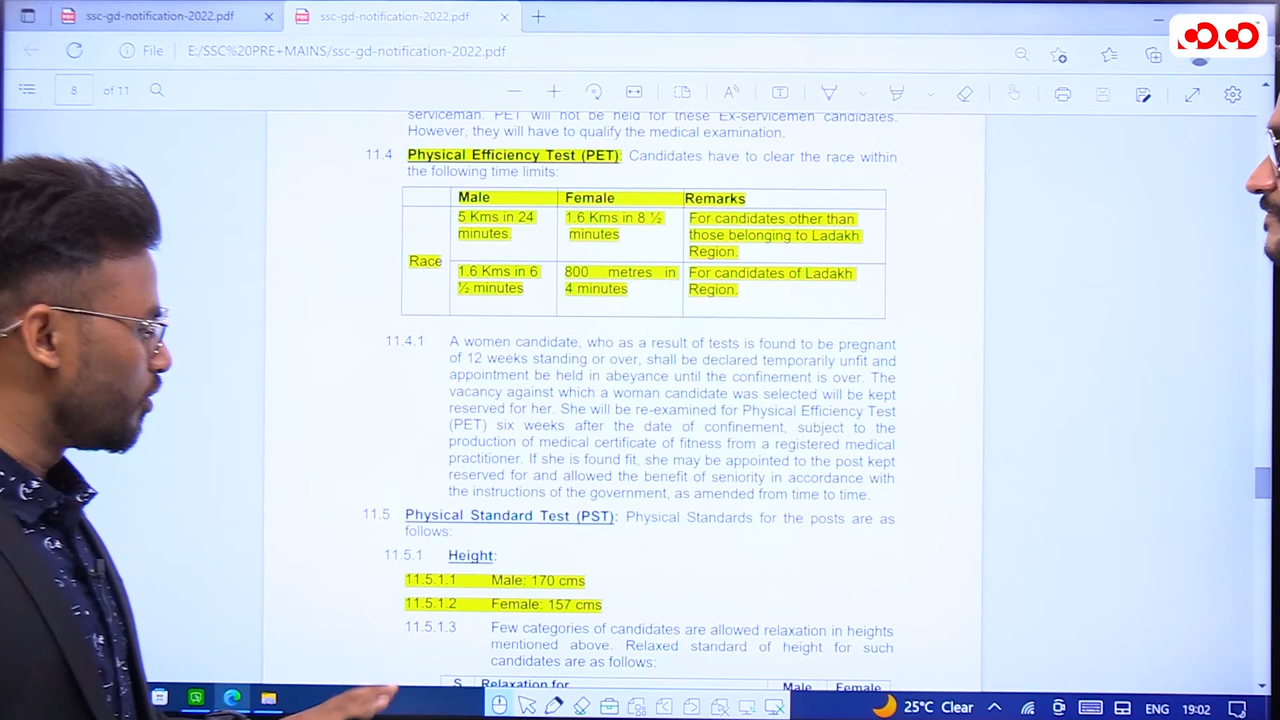 ssc-gd-notification-2022.pdf
ssc-gd-notification-2022.pdf
File
E:/SSC%20PRE+MAINS/ssc-gd-notification-2022.pdf
8 of 11
serviceman. PET will not be held for these Ex-servicemen candidates.
However, they will have to qualify the medical examination.
11.4 Physical Efficiency Test (PET): Candidates have to clear the race within
the following time limits:
Male Female Remarks
Race
5 Kms in 24
minutes.
1.6 Kms in 8 ½
minutes
For candidates other than
those belonging to Ladakh
Region.
1.6 Kms in 6
½ minutes
800 metres in
4 minutes
For candidates of Ladakh
Region.
11.4.1 A women candidate, who as a result of tests is found to be pregnant
of 12 weeks standing or over, shall be declared temporarily unfit and
appointment be held in abeyance until the confinement is over. The
vacancy against which a woman candidate was selected will be kept
reserved for her. She will be re-examined for Physical Efficiency Test
(PET) six weeks after the date of confinement, subject to the
production of medical certificate of fitness from a registered medical
practitioner. If she is found fit, she may be appointed to the post kept
reserved for and allowed the benefit of seniority in accordance with
the instructions of the government, as amended from time to time.
11.5 Physical Standard Test (PST): Physical Standards for the posts are as
follows:
11.5.1 Height:
11.5.1.1 Male: 170 cms
11.5.1.2 Female: 157 cms
11.5.1.3 Few categories of candidates are allowed relaxation in heights
mentioned above. Relaxed standard of height for such
candidates are as follows:
S Relaxation for Male Female
25°C Clear
ENG
19:02